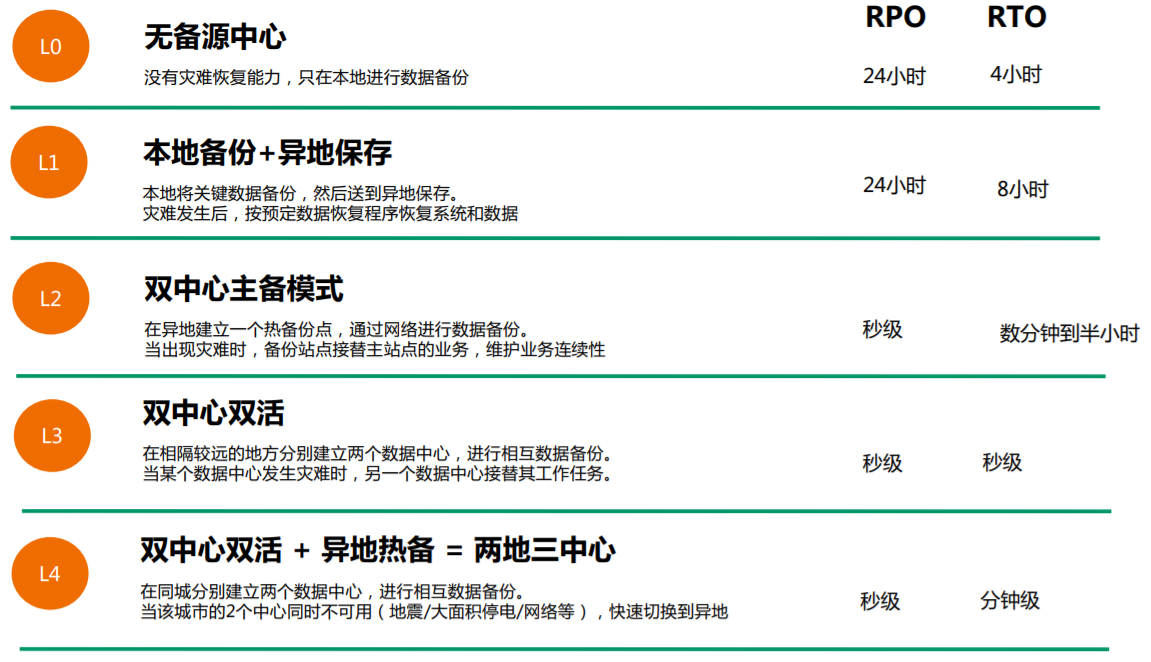 RPO RTO
L0
无备源中心
没有灾难恢复能力，只在本地进行数据备份
24小时 4小时
L1
本地备份+异地保存
本地将关键数据备份，然后送到异地保存。
灾难发生后，按预定数据恢复程序恢复系统和数据
24小时 8小时
L2
双中心主备模式
在异地建立一个热备份点，通过网络进行数据备份。
当出现灾难时，备份站点接替主站点的业务，维护业务连续性
秒级 数分钟到半小时
L3
双中心双活
在相隔较远的地方分别建立两个数据中心，进行相互数据备份。
当某个数据中心发生灾难时，另一个数据中心接替其工作任务。
秒级 秒级
L4
双中心双活 + 异地热备 = 两地三中心
在同城分别建立两个数据中心，进行相互数据备份。
当该城市的2个中心同时不可用（地震/大面积停电/网络等），快速切换到异地
秒级 分钟级